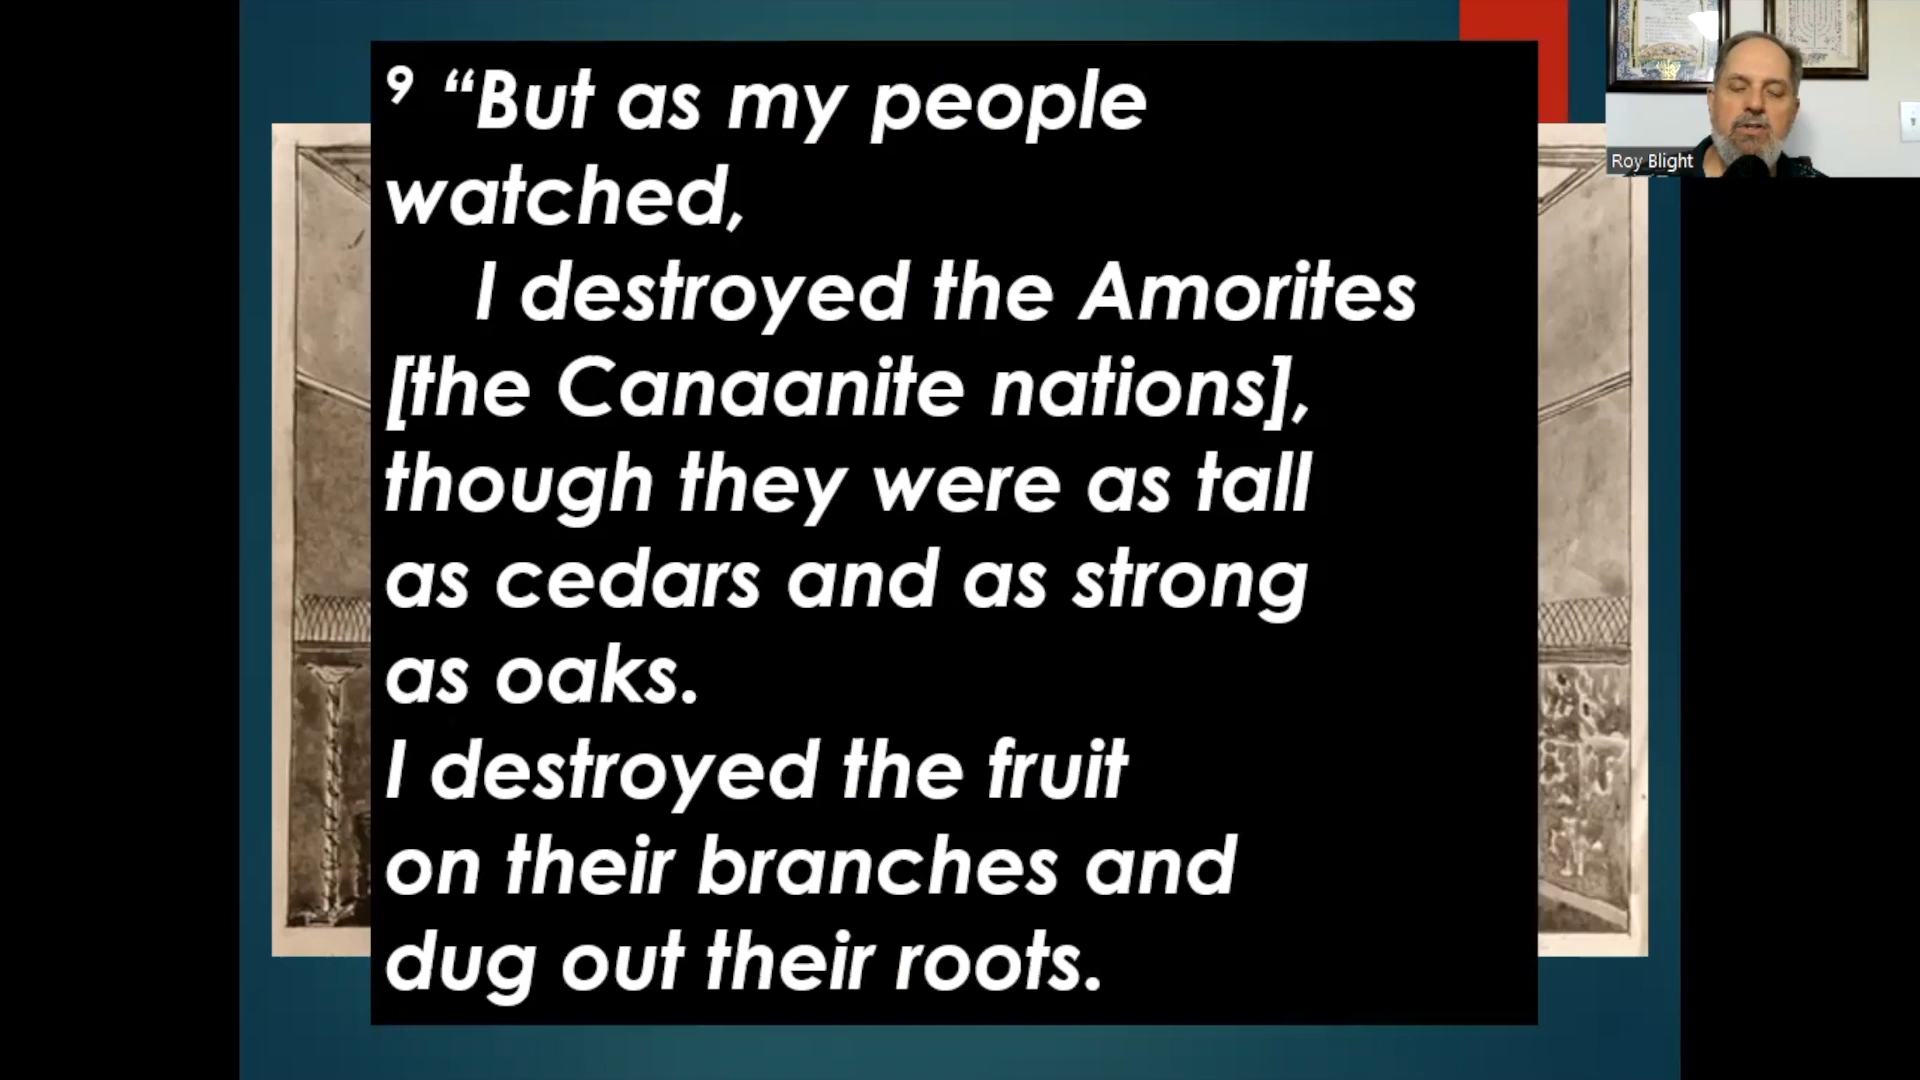 ⁹ “But as my people
watched,
I destroyed the Amorites
[the Canaanite nations],
though they were as tall
as cedars and as strong
as oaks.
I destroyed the fruit
on their branches and
dug out their roots.
Roy Blight